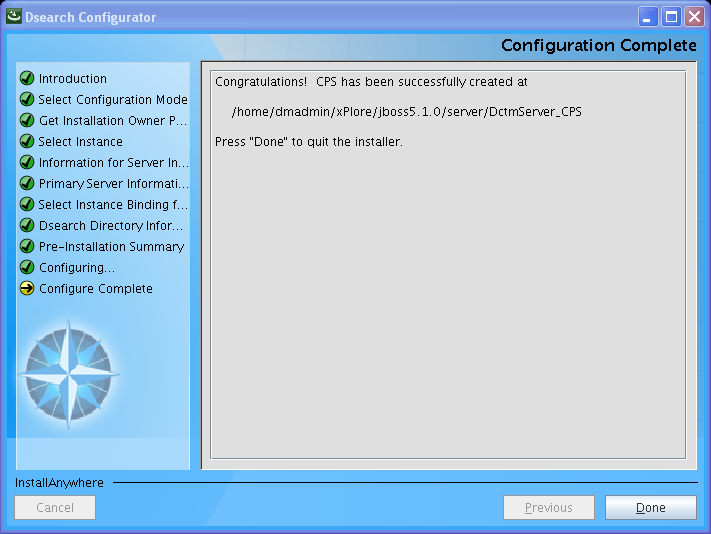 Dsearch Configurator
Configuration Complete
Introduction
Select Configuration Mode
Get Installation Owner P...
Select Instance
Information for Server In...
Primary Server Informati...
Select Instance Binding f...
Dsearch Directory Infor...
Pre-Installation Summary
Configuring...
Configure Complete
Congratulations! CPS has been successfully created at
/home/dmadmin/xPlore/jboss5.1.0/server/DctmServer_CPS
Press "Done" to quit the installer.
InstallAnywhere
Cancel
Previous
Done